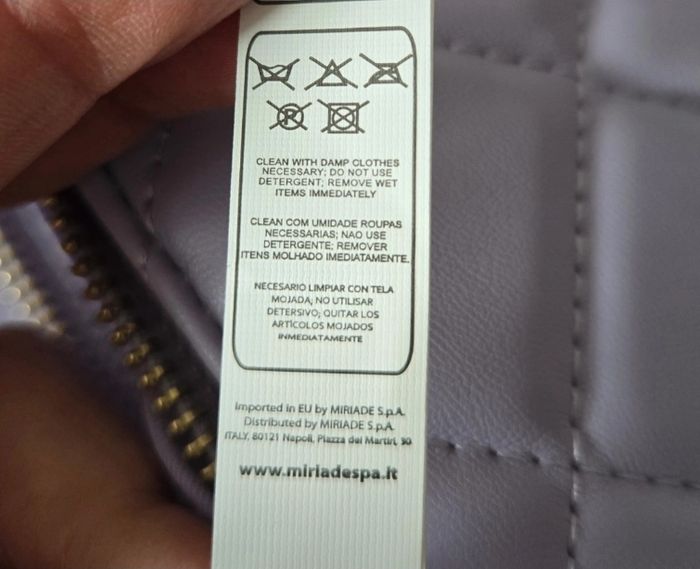 P
CLEAN WITH DAMP CLOTHES
NECESSARY; DO NOT USE
DETERGENT; REMOVE WET
ITEMS IMMEDIATELY
CLEAN COM UMIDADE ROUPAS
NECESSARIAS; NAO USE
DETERGENTE; REMOVER
ITENS MOLHADO IMEDIATAMENTE.
NECESARIO LIMPIAR CON TELA
MOJADA; NO UTILISAR
DETERSIVO; QUITAR LOS
ARTICOLOS MOJADOS
INMEDIATAMENTE
Imported in EU by MIRIADE S.p.A.
Distributed by MIRIADE S.p.A.
ITALY, 80121 Napoli, Piazza dei Martiri, 30
www.miriadespa.it